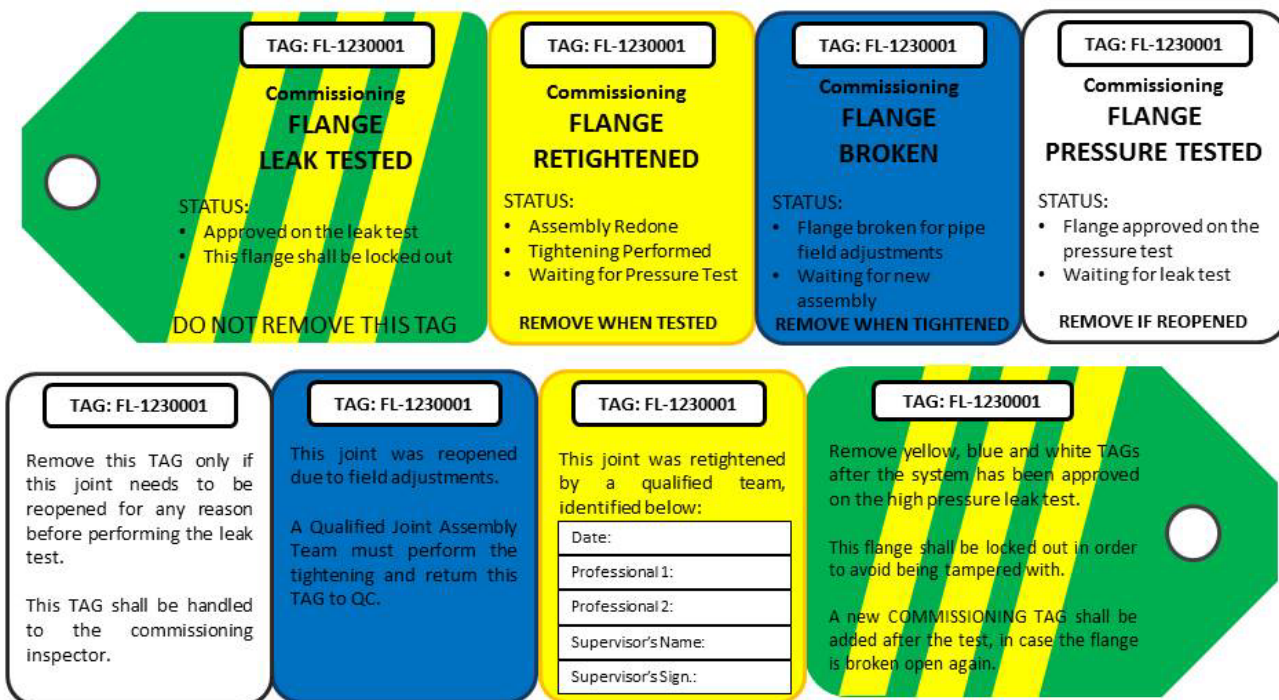 TAG: FL-1230001
Commissioning
FLANGE
LEAK TESTED
STATUS:
• Approved on the leak test
• This flange shall be locked out
DO NOT REMOVE THIS TAG
TAG: FL-1230001
Commissioning
FLANGE
RETIGHTENED
STATUS:
• Assembly Redone
• Tightening Performed
• Waiting for Pressure Test
REMOVE WHEN TESTED
TAG: FL-1230001
Commissioning
FLANGE
BROKEN
STATUS:
• Flange broken for pipe
field adjustments
• Waiting for new
assembly
REMOVE WHEN TIGHTENED
TAG: FL-1230001
Commissioning
FLANGE
PRESSURE TESTED
STATUS:
• Flange approved on the
pressure test
• Waiting for leak test
REMOVE IF REOPENED
TAG: FL-1230001
Remove this TAG only if
this joint needs to be
reopened for any reason
before performing the leak
test.
This TAG shall be handled
to the commissioning
inspector.
TAG: FL-1230001
This joint was reopened
due to field adjustments.
A Qualified Joint Assembly
Team must perform the
tightening and return this
TAG to QC.
TAG: FL-1230001
This joint was retightened
by a qualified team,
identified below:
Date:
Professional 1:
Professional 2:
Supervisor's Name:
Supervisor's Sign.:
TAG: FL-1230001
Remove yellow, blue and white TAGs
after the system has been approved
on the high pressure leak test.
This flange shall be locked out in order
to avoid being tampered with.
A new COMMISSIONING TAG shall be
added after the test, in case the flange
is broken open again.